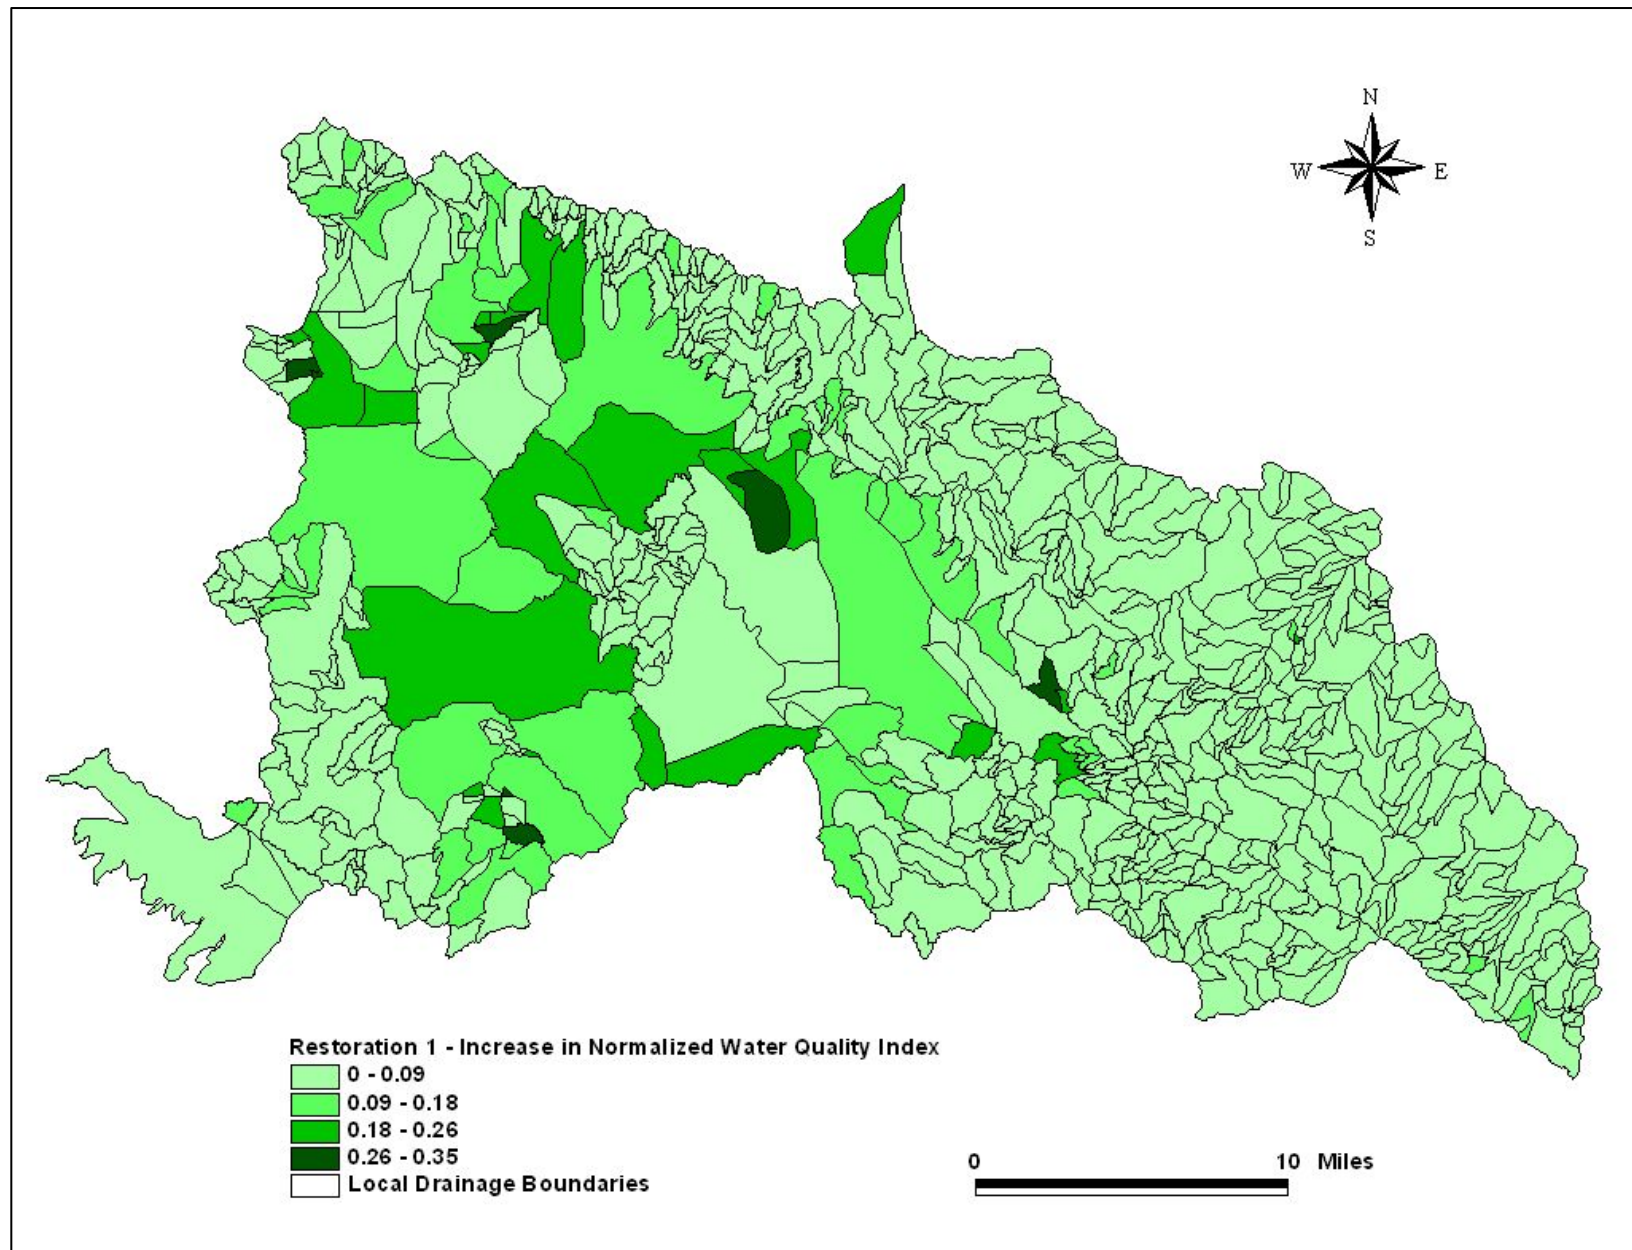 N
W E
S
Restoration 1 - Increase in Normalized Water Quality Index
0 - 0.09
0.09 - 0.18
0.18 - 0.26
0.26 - 0.35
Local Drainage Boundaries
0 10 Miles